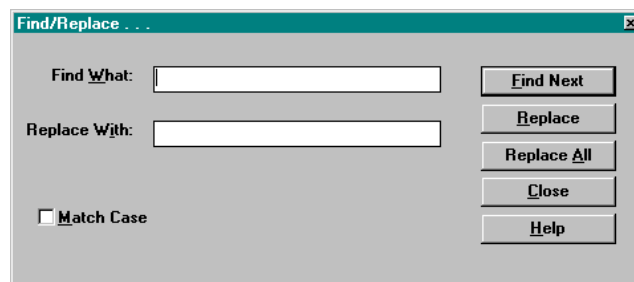 Find/Replace . . .
Find What:
Find Next
Replace
Replace With:
Replace All
Close
Match Case
Help